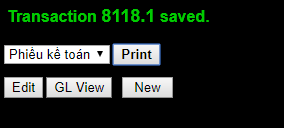 Transaction 8118.1 saved.
Phiếu kế toán Print
Edit GL View New